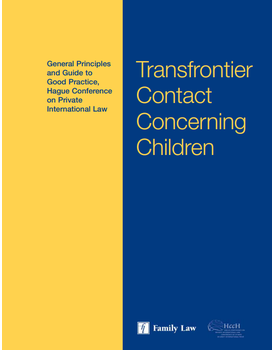 General Principles
and Guide to
Good Practice,
Hague Conference
on Private
International Law
Transfrontier
Contact
Concerning
Children
Family Law
HccH